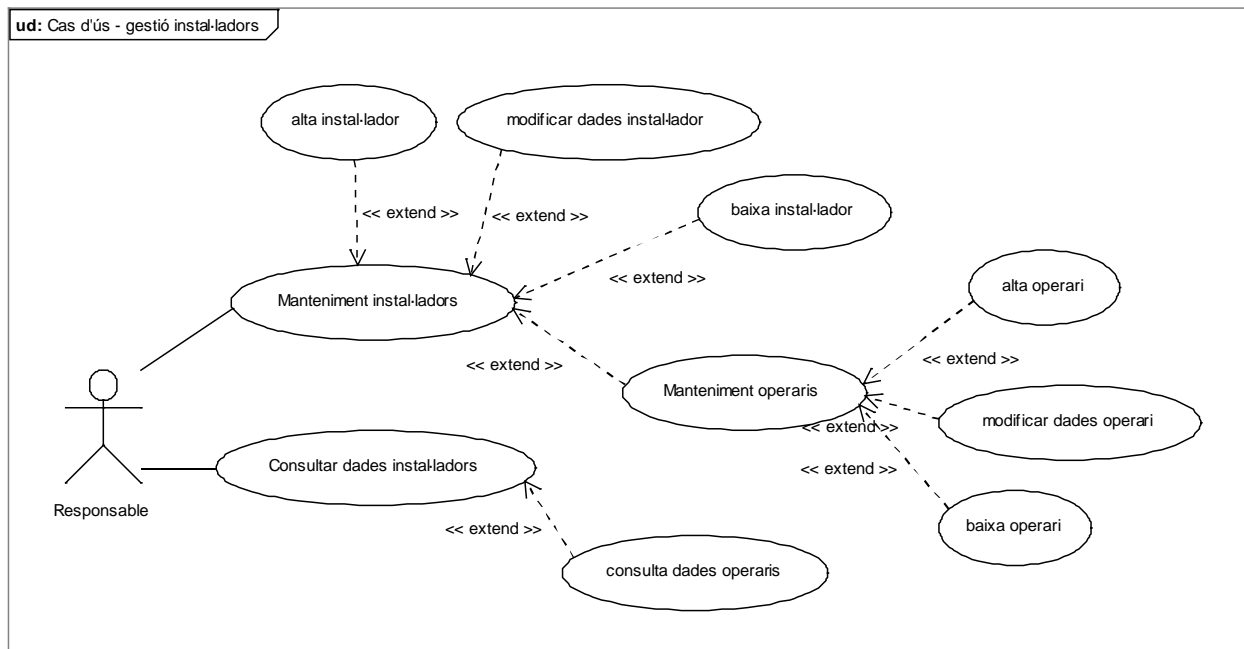 ud: Cas d'ús - gestió instal·ladors
alta instal·lador
modificar dades instal·lador
<< extend >>
<< extend >>
baixa instal·lador
<< extend >>
alta operari
Manteniment instal·ladors
<< extend >>
<< extend >>
Manteniment operaris
modificar dades operari
<< extend >>
Consultar dades instal·ladors
<< extend >>
Responsable
<< extend >>
baixa operari
consulta dades operaris